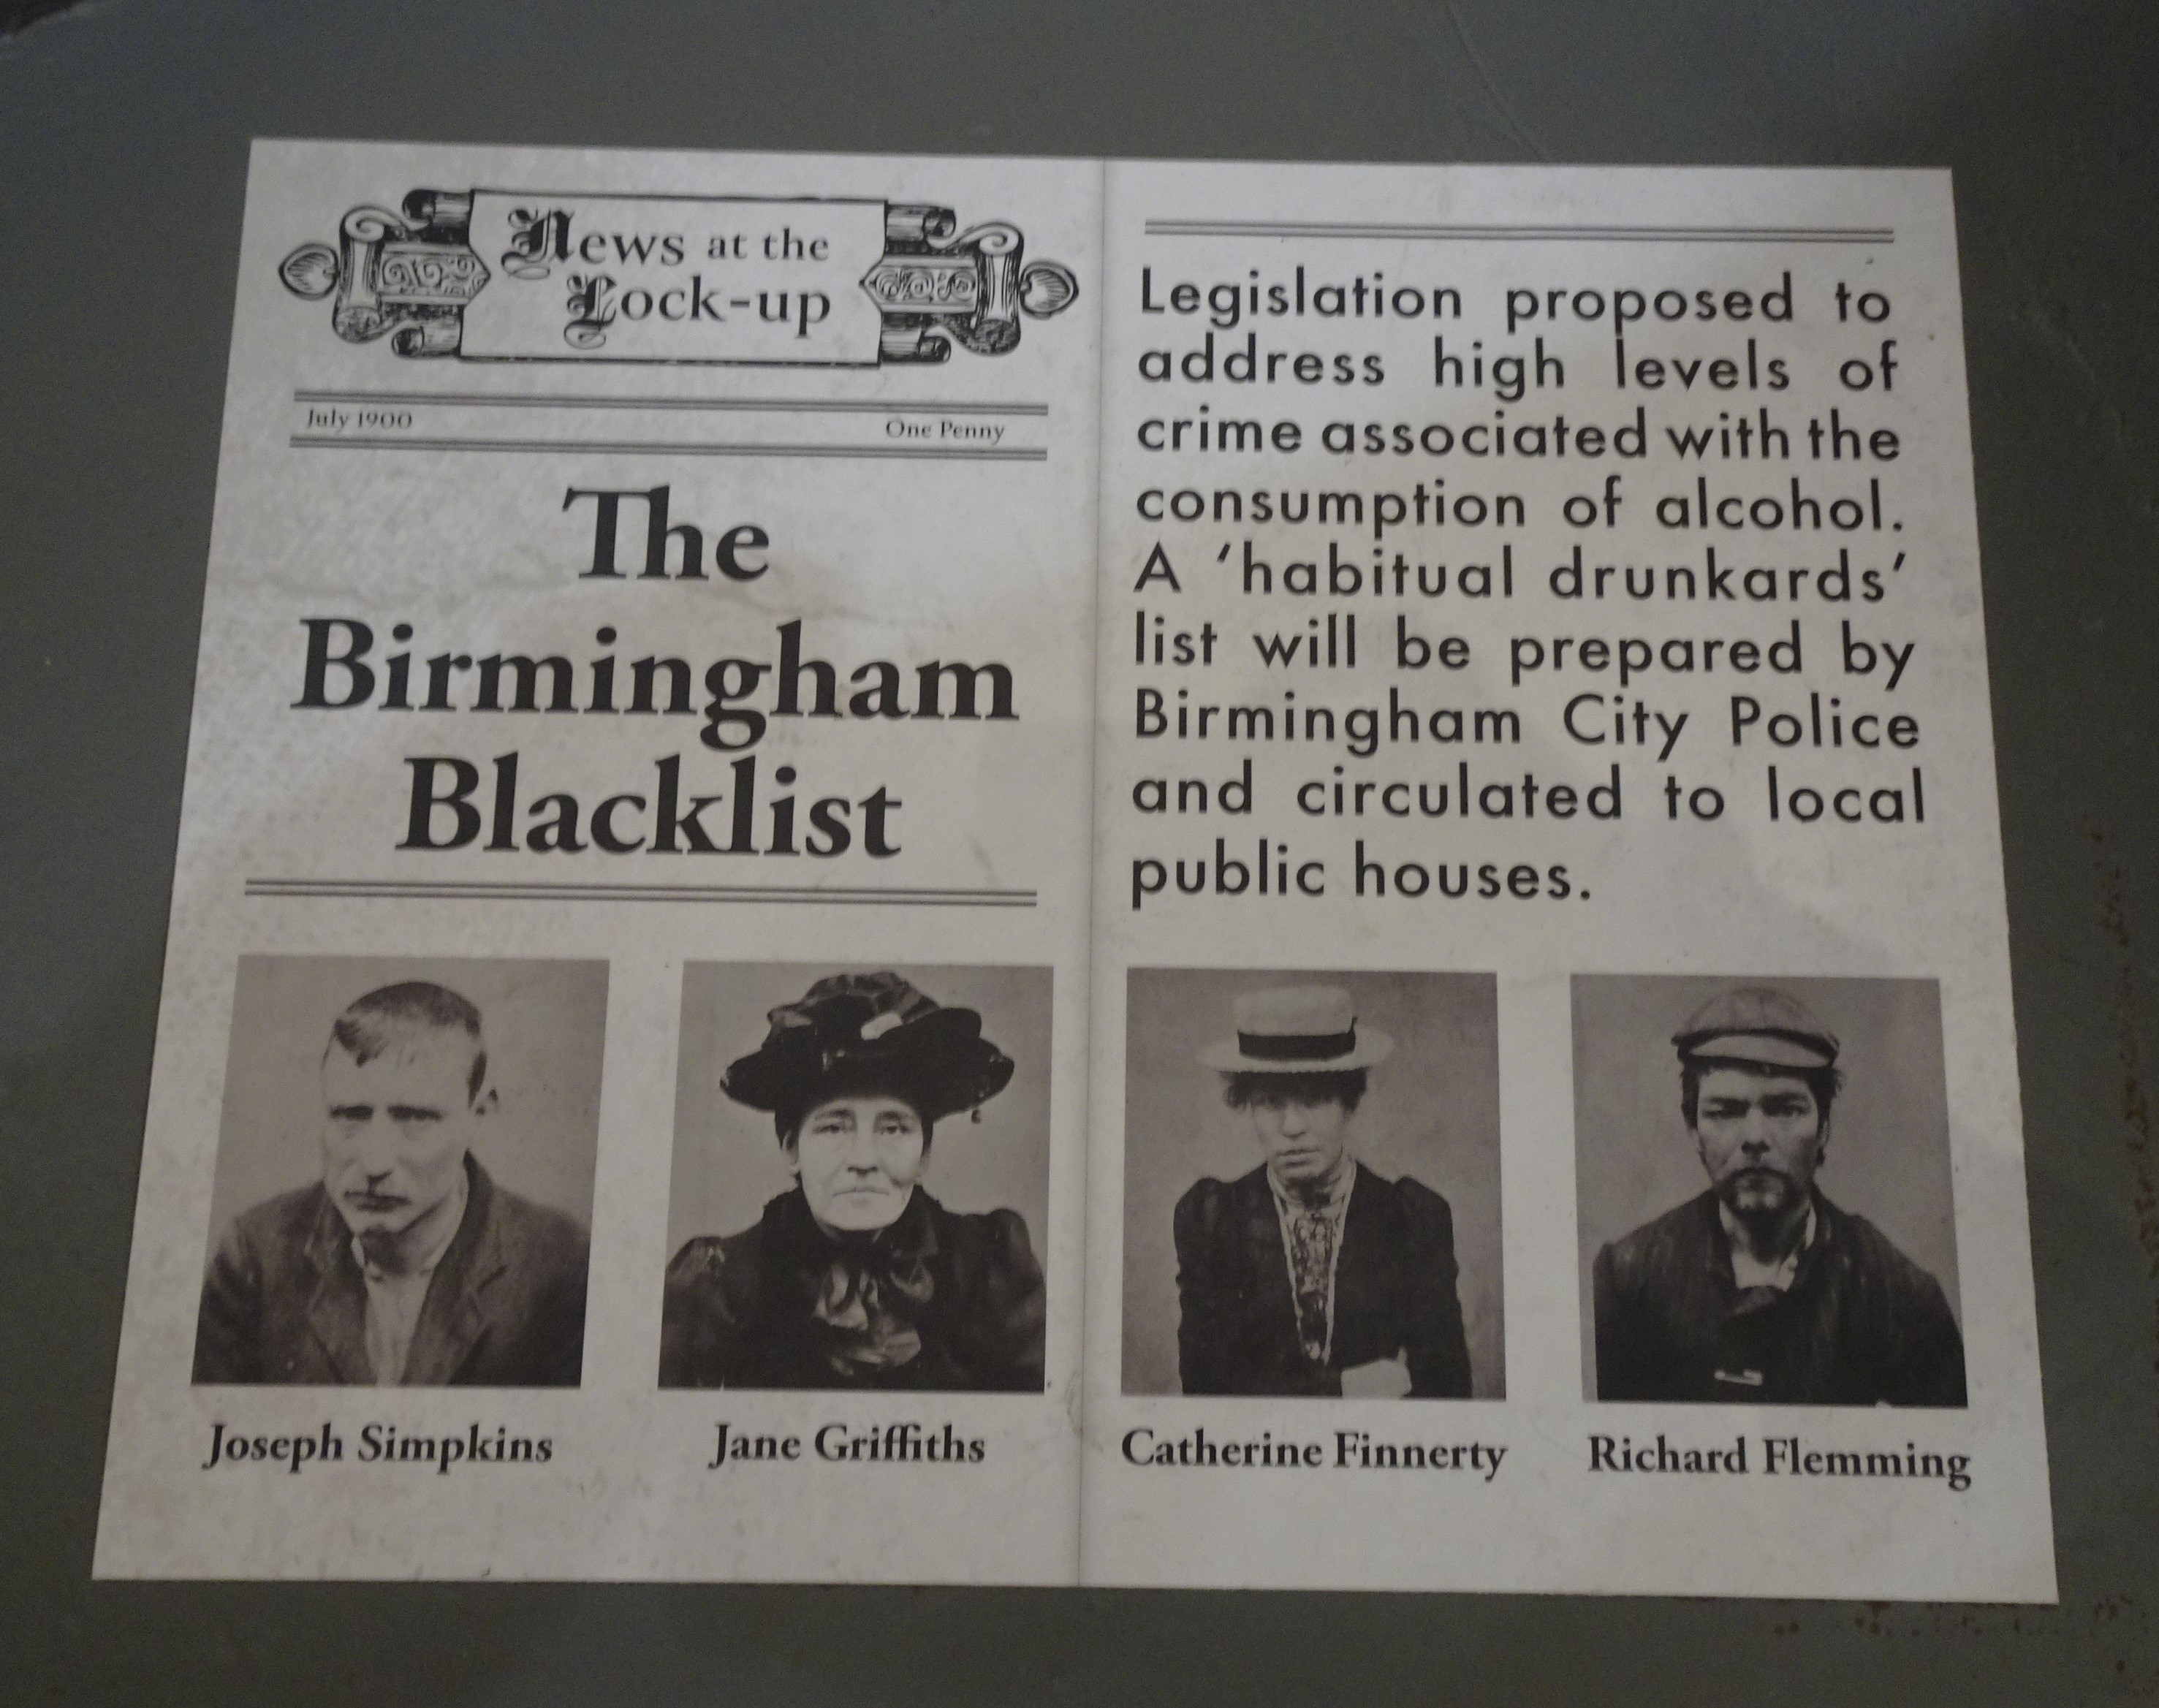 News at the
Lock-up
July 1900
One Penny
The
Birmingham
Blacklist
Legislation proposed to
address high levels of
crime associated with the
consumption of alcohol.
A 'habitual drunkards'
list will be prepared by
Birmingham City Police
and circulated to local
public houses.
Joseph Simpkins
Jane Griffiths
Catherine Finnerty
Richard Flemming